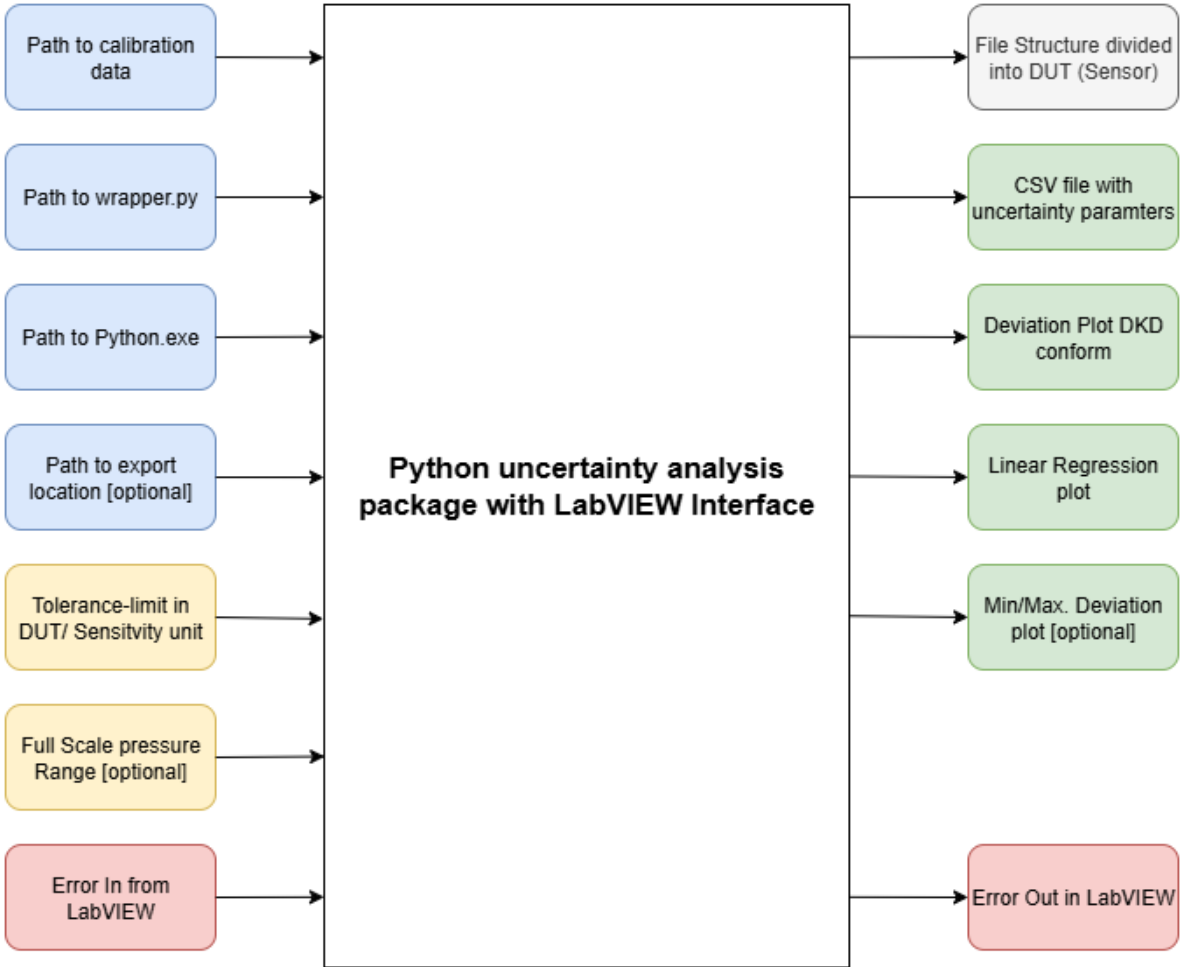 Path to calibration
data
Path to wrapper.py
Path to Python.exe
Path to export
location [optional]
Tolerance-limit in
DUT/ Sensitvity unit
Full Scale pressure
Range [optional]
Error In from
LabVIEW
Python uncertainty analysis
package with LabVIEW Interface
File Structure divided
into DUT (Sensor)
CSV file with
uncertainty paramters
Deviation Plot DKD
conform
Linear Regression
plot
Min/Max. Deviation
plot [optional]
Error Out in LabVIEW